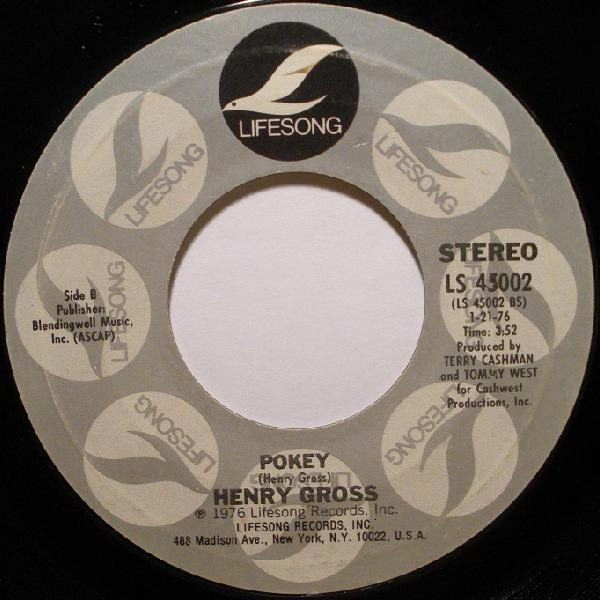 LIFESONG
LIFESONG
LIFESONG
LIFESONG
LIFESONG
LIFESONG
LIFESONG
LIFESONG
Side B
Publisher:
Blendingwell Music,
Inc. (ASCAP)
STEREO
LS 45002
(LS 45002 BS)
1-21-76
Time: 3:52
Produced by
TERRY CASHMAN
and TOMMY WEST
for Cashwest
Productions, Inc.
POKEY
(Henry Gross)
HENRY GROSS
℗ 1976 Lifesong Records, Inc.
LIFESONG RECORDS, INC.
488 Madison Ave., New York, N.Y. 10022, U.S.A.